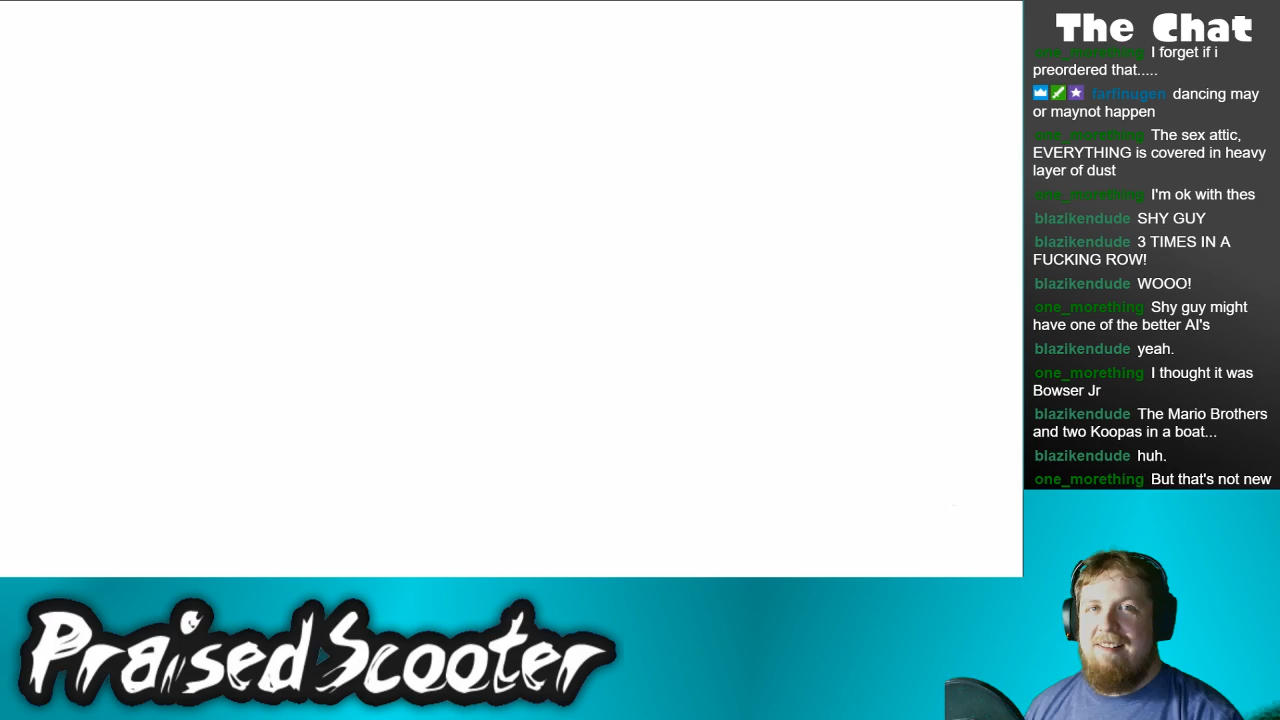 The Chat
one_morething I forget if i
preordered that.....
farfinugen dancing may
or maynot happen
one_morething The sex attic,
EVERYTHING is covered in heavy
layer of dust
one_morething I'm ok with thes
blazikendude SHY GUY
blazikendude 3 TIMES IN A
FUCKING ROW!
blazikendude WOOO!
one_morething Shy guy might
have one of the better AI's
blazikendude yeah.
one_morething I thought it was
Bowser Jr
blazikendude The Mario Brothers
and two Koopas in a boat...
blazikendude huh.
one_morething But that's not new
PraisedScooter